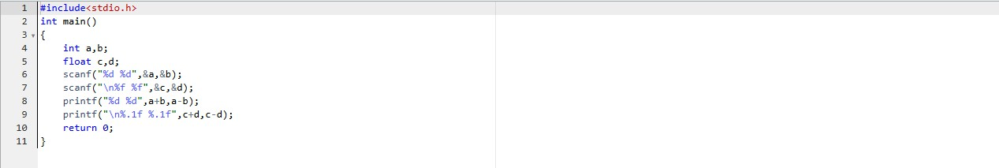 1 #include<stdio.h>
2 int main()
3 {
4 int a,b;
5 float c,d;
6 scanf("%d %d",&a,&b);
7 scanf("\n%f %f",&c,&d);
8 printf("%d %d",a+b,a-b);
9 printf("\n%.1f %.1f",c+d,c-d);
10 return 0;
11 }